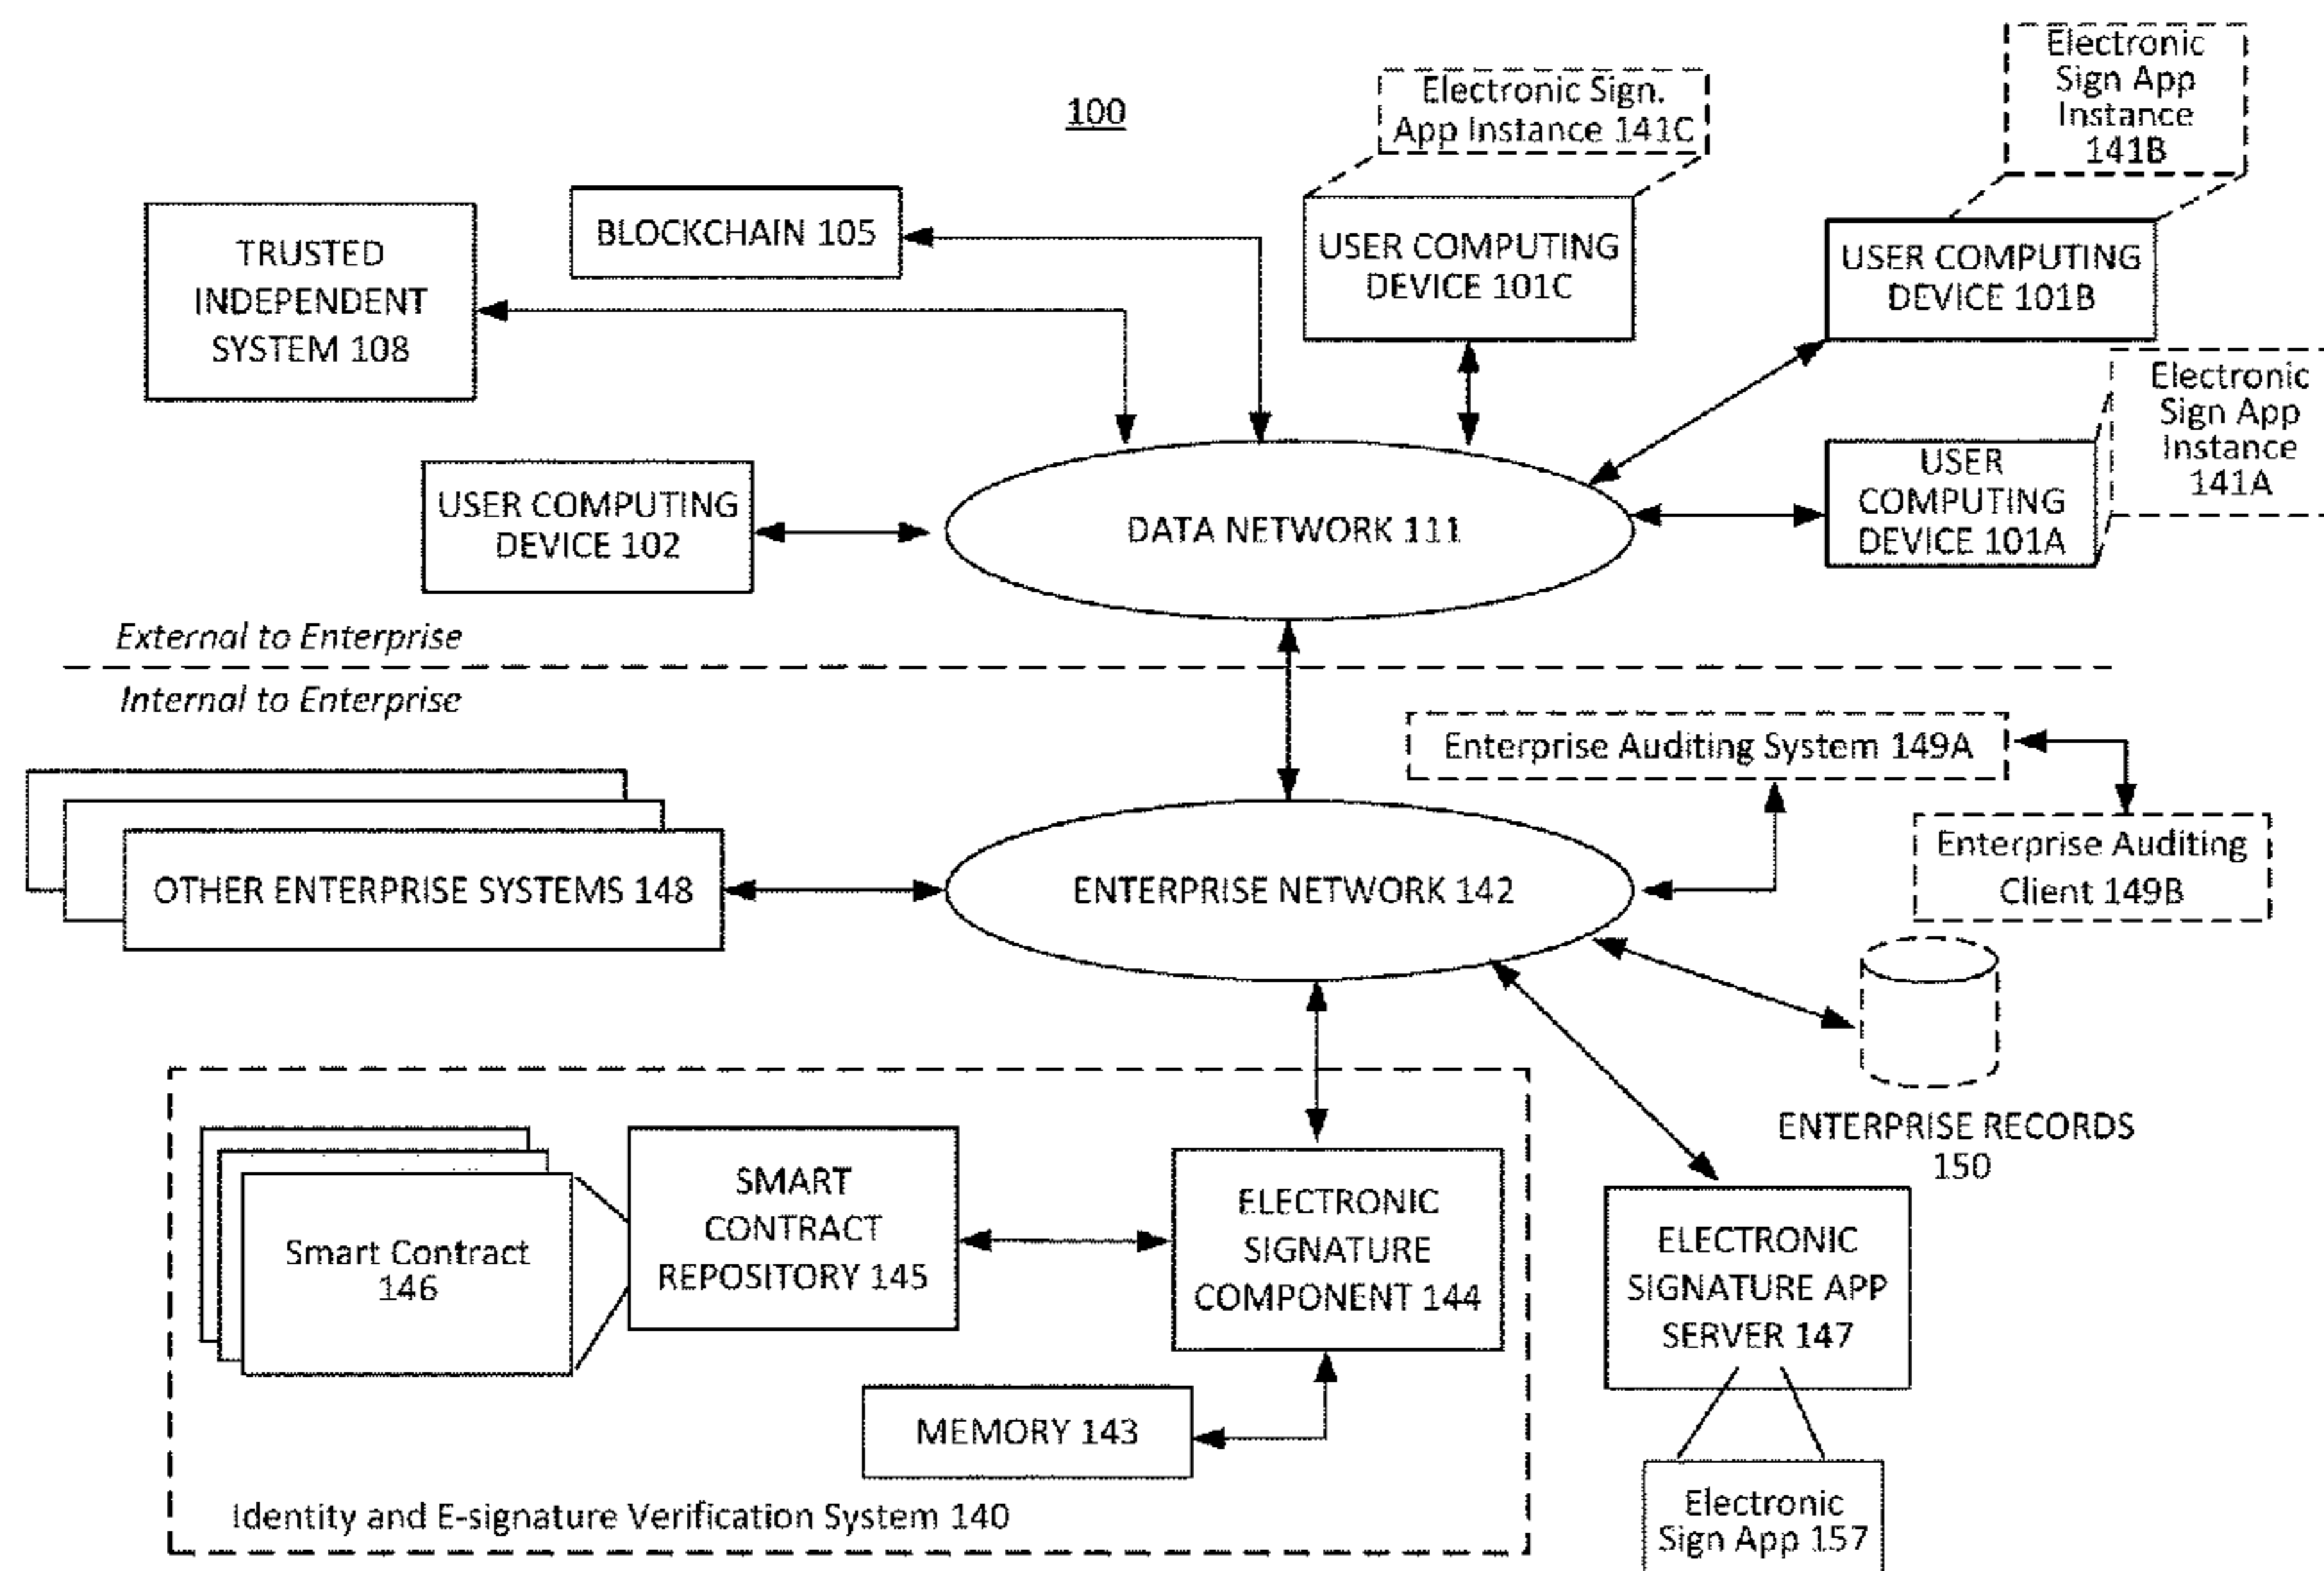 100
Electronic Sign.
App Instance 141C
Electronic
Sign App
Instance
141B
TRUSTED
INDEPENDENT
SYSTEM 108
BLOCKCHAIN 105
USER COMPUTING
DEVICE 101C
USER COMPUTING
DEVICE 101B
Electronic
Sign App
Instance
141A
USER COMPUTING
DEVICE 102
DATA NETWORK 111
USER
COMPUTING
DEVICE 101A
External to Enterprise
Internal to Enterprise
Enterprise Auditing System 149A
Enterprise Auditing
Client 149B
OTHER ENTERPRISE SYSTEMS 148
ENTERPRISE NETWORK 142
ENTERPRISE RECORDS
150
Smart Contract
146
SMART
CONTRACT
REPOSITORY 145
ELECTRONIC
SIGNATURE
COMPONENT 144
ELECTRONIC
SIGNATURE APP
SERVER 147
MEMORY 143
Identity and E-signature Verification System 140
Electronic
Sign App 157